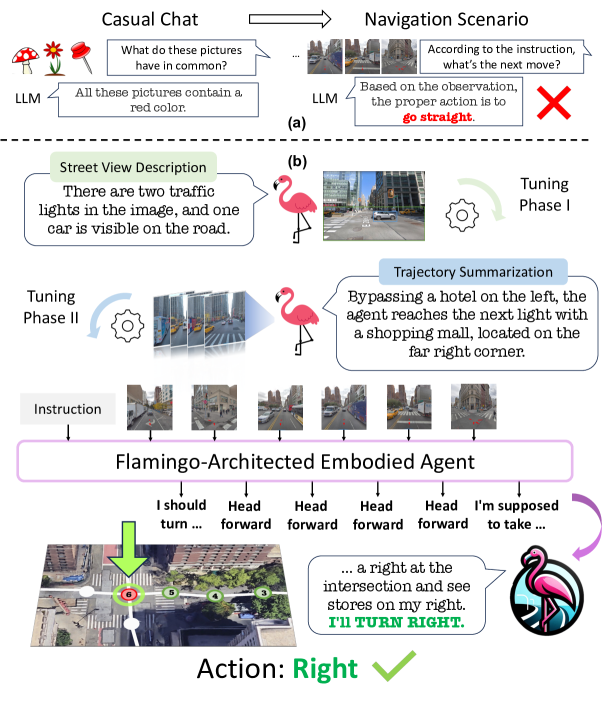 Casual Chat
Navigation Scenario
What do these pictures
have in common?
...
According to the instruction,
what's the next move?
LLM
All these pictures contain a
red color.
LLM
Based on the observation,
the proper action is to
go straight.
(a)
(b)
Street View Description
There are two traffic
lights in the image, and one
car is visible on the road.
Tuning
Phase I
Trajectory Summarization
Tuning
Phase II
Bypassing a hotel on the left, the
agent reaches the next light with
a shopping mall, located on the
far right corner.
Instruction
Flamingo-Architected Embodied Agent
I should
turn ...
Head
forward
Head
forward
Head
forward
Head
forward
I'm supposed
to take ...
6
5
4
3
... a right at the
intersection and see
stores on my right.
I'll TURN RIGHT.
Action: Right